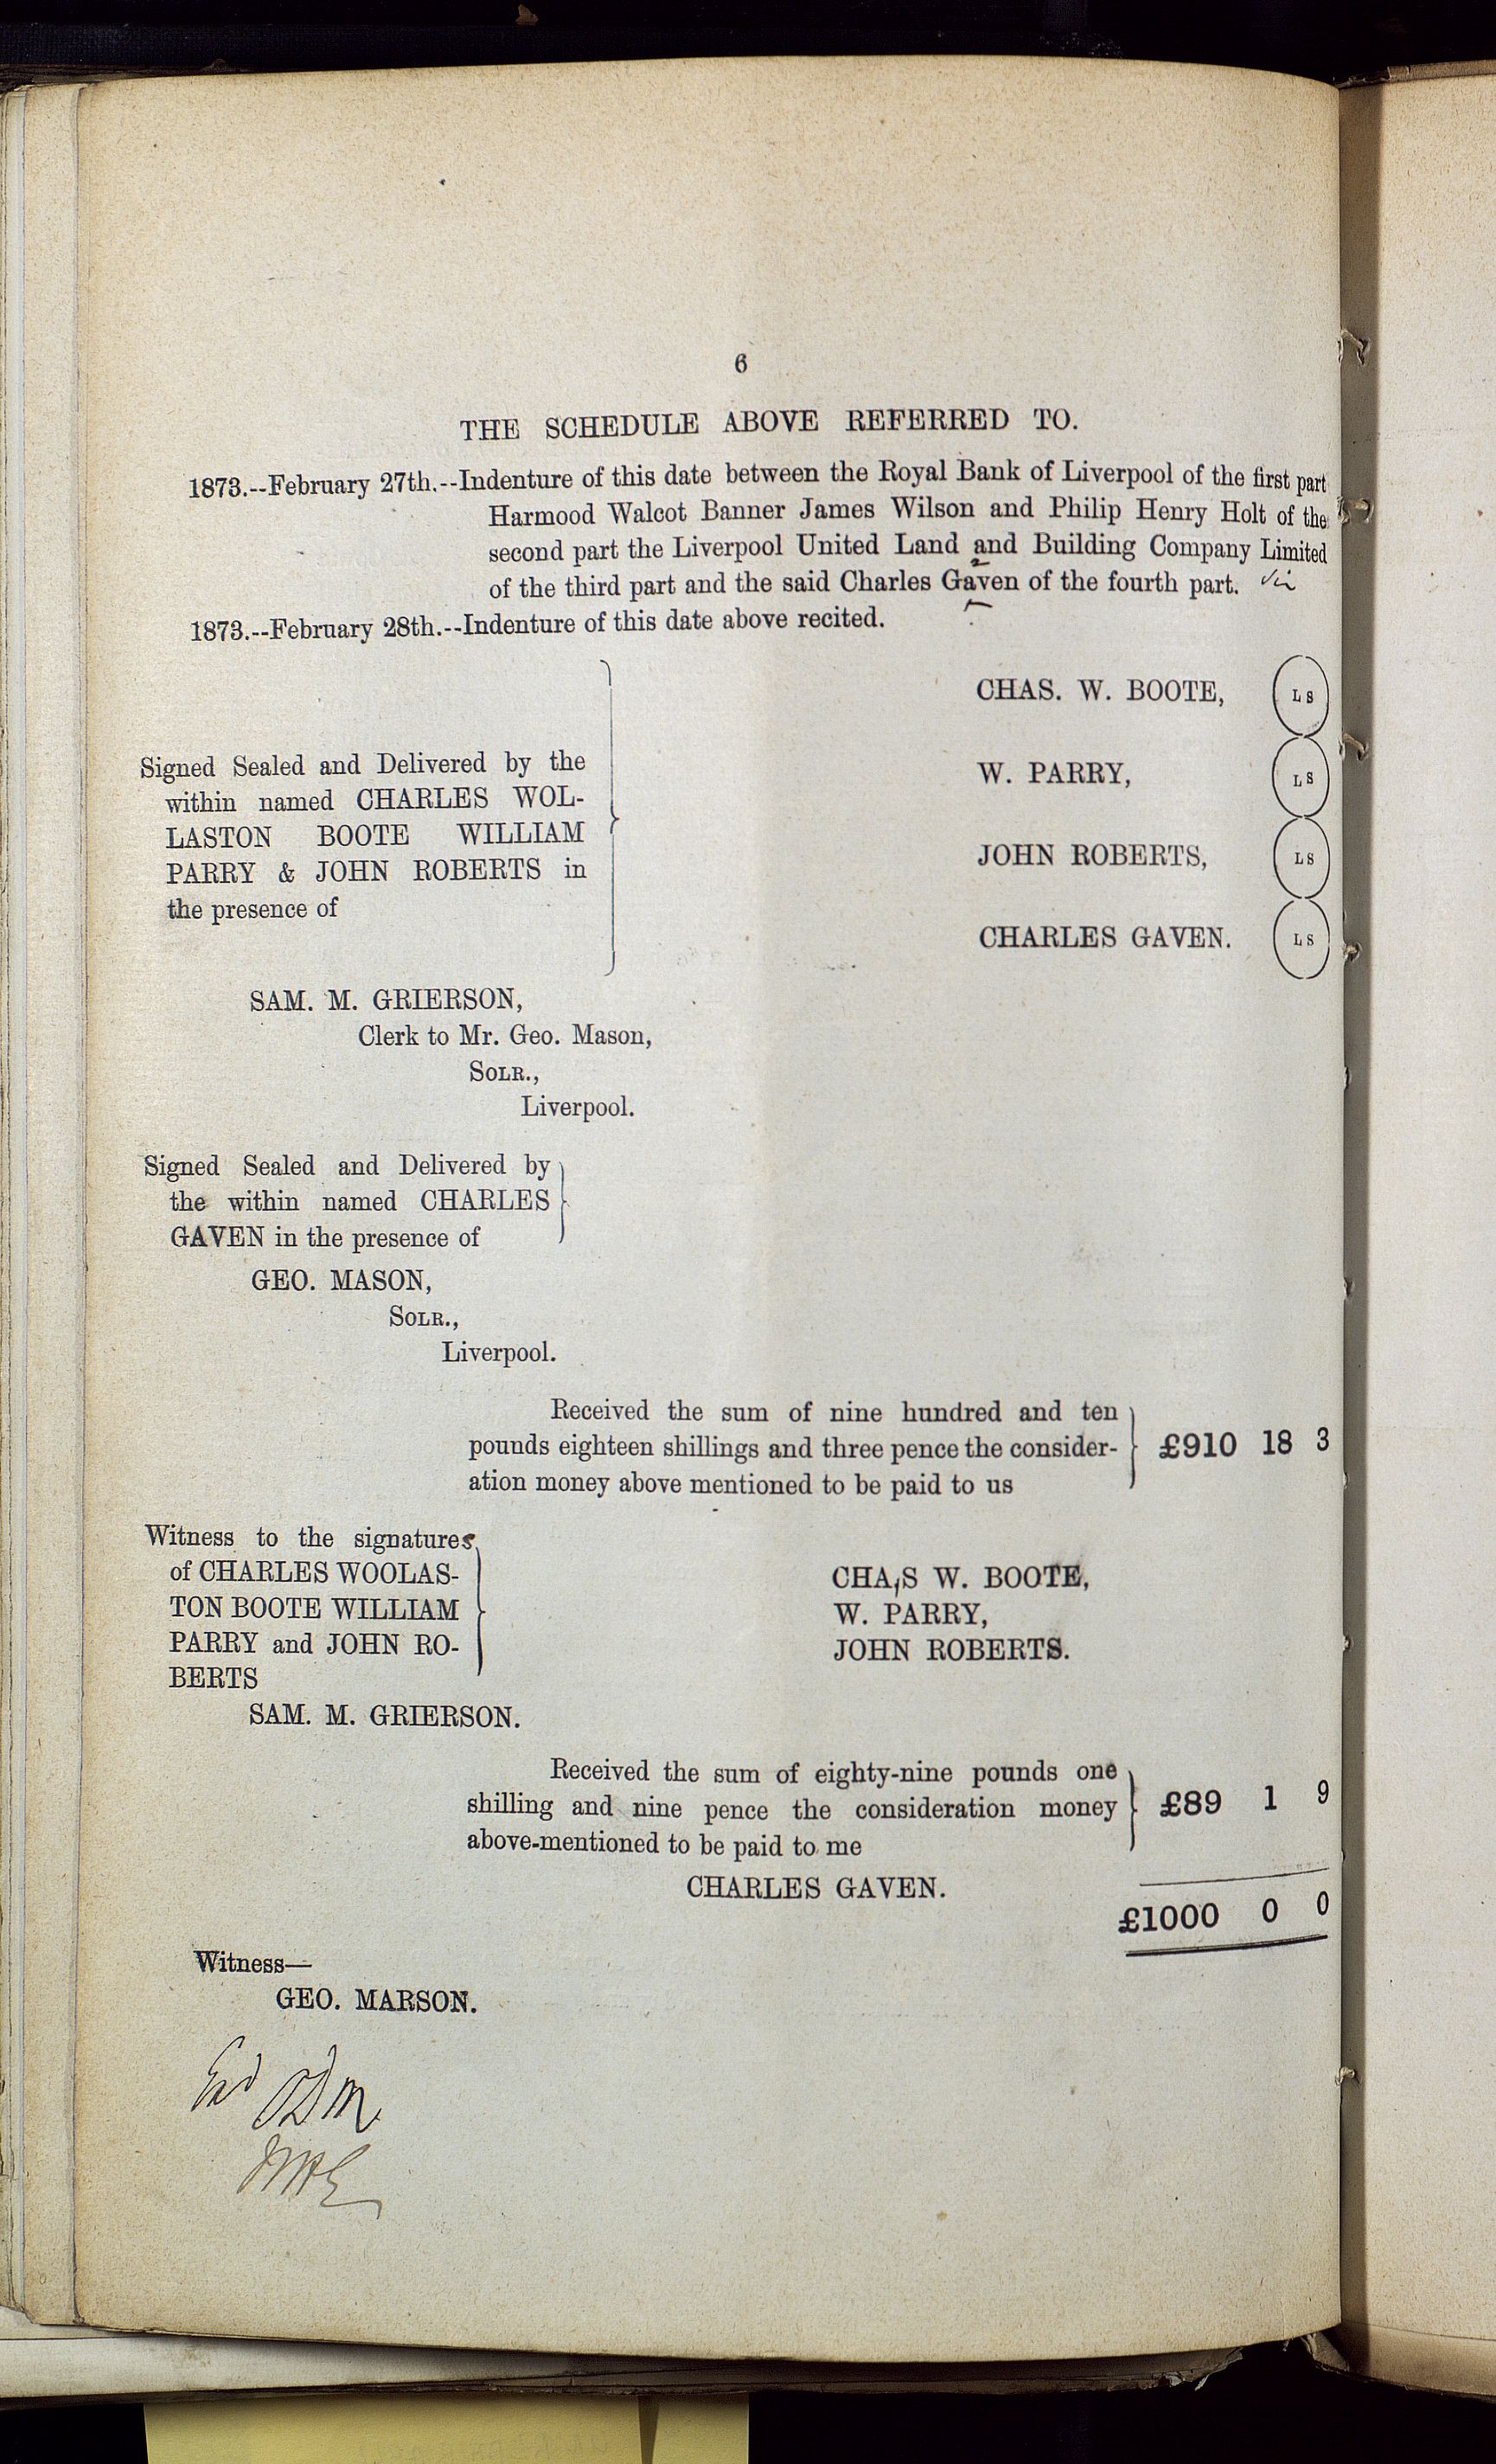 6
THE SCHEDULE ABOVE REFERRED TO.
1873.--February 27th.--Indenture of this date between the Royal Bank of Liverpool of the first part
Harmood Walcot Banner James Wilson and Philip Henry Holt of the
second part the Liverpool United Land and Building Company Limited
of the third part and the said Charles Gaven of the fourth part.
1873.--February 28th.--Indenture of this date above recited.
CHAS. W. BOOTE, L S
W. PARRY, L S
JOHN ROBERTS, L S
CHARLES GAVEN. L S
Signed Sealed and Delivered by the
within named CHARLES WOL-
LASTON BOOTE WILLIAM
PARRY & JOHN ROBERTS in
the presence of
SAM. M. GRIERSON,
Clerk to Mr. Geo. Mason,
SOLR.,
Liverpool.
Signed Sealed and Delivered by
the within named CHARLES
GAVEN in the presence of
GEO. MASON,
SOLR.,
Liverpool.
Received the sum of nine hundred and ten
pounds eighteen shillings and three pence the consider-
ation money above mentioned to be paid to us
£910 18 3
Witness to the signatures
of CHARLES WOOLAS-
TON BOOTE WILLIAM
PARRY and JOHN RO-
BERTS
SAM. M. GRIERSON.
CHA,S W. BOOTE,
W. PARRY,
JOHN ROBERTS.
Received the sum of eighty-nine pounds one
shilling and nine pence the consideration money
above-mentioned to be paid to me
£89 1 9
CHARLES GAVEN.
£1000 0 0
Witness—
GEO. MARSON.